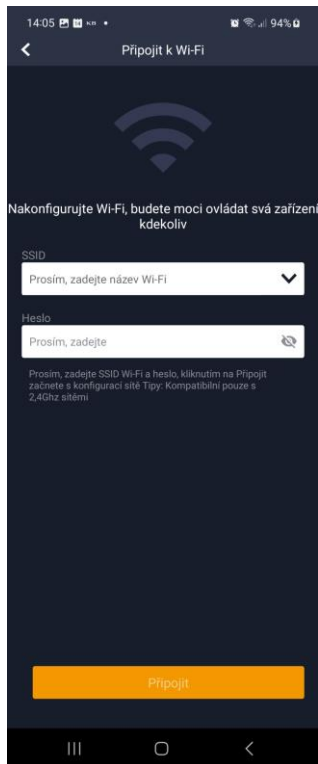 14:05
94%
Připojit k Wi-Fi
Nakonfigurujte Wi-Fi, budete moci ovládat svá zařízení
kdekoliv
SSID
Prosím, zadejte název Wi-Fi
Heslo
Prosím, zadejte
Prosím, zadejte SSID Wi-Fi a heslo, kliknutím na Připojit
začnete s konfigurací sítě Tipy: Kompatibilní pouze s
2,4Ghz sítěmi
Připojit